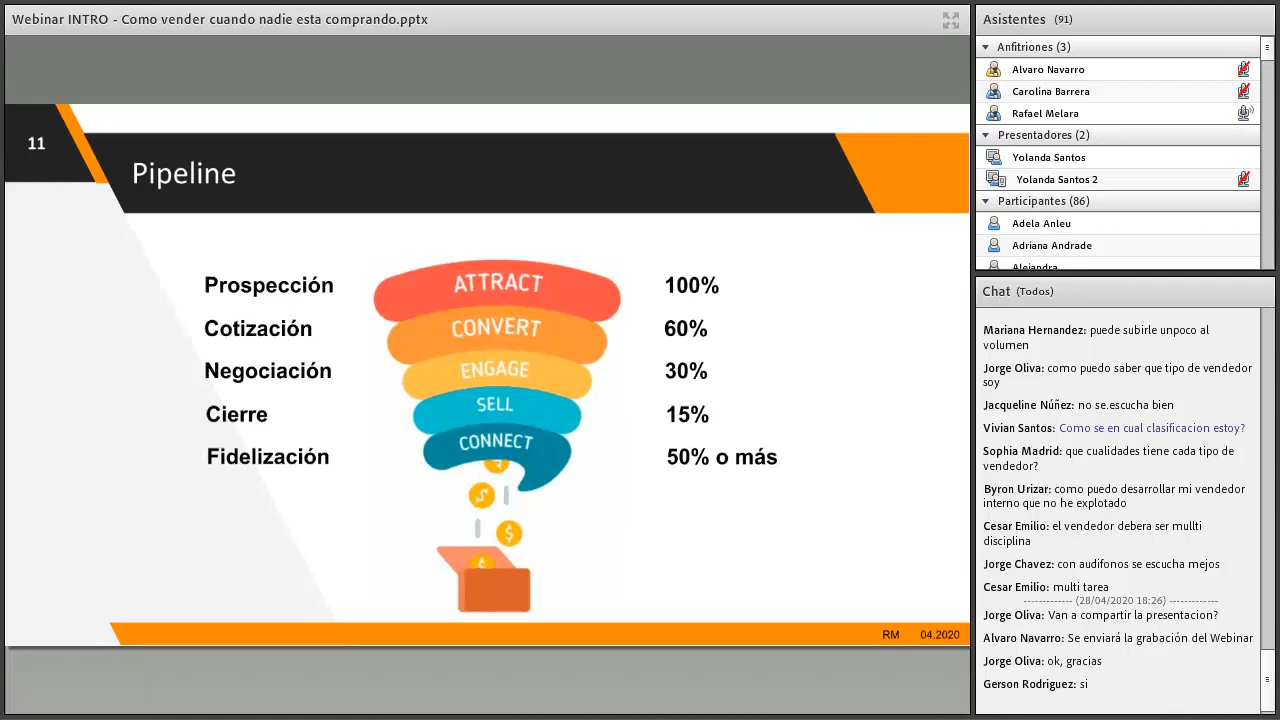 Webinar INTRO - Como vender cuando nadie esta comprando.pptx
11
Pipeline
Prospección
ATTRACT
100%
Cotización
CONVERT
60%
Negociación
ENGAGE
30%
Cierre
SELL
15%
Fidelización
CONNECT
50% o más
$
$
RM
04.2020
Asistentes (91)
Anfitriones (3)
Alvaro Navarro
Carolina Barrera
Rafael Melara
Presentadores (2)
Yolanda Santos
Yolanda Santos 2
Participantes (86)
Adela Anleu
Adriana Andrade
Alejandra
Chat (Todos)
Mariana Hernandez: puede subirle unpoco al
volumen
Jorge Oliva: como puedo saber que tipo de vendedor
soy
Jacqueline Núñez: no se.escucha bien
Vivian Santos: Como se en cual clasificacion estoy?
Sophia Madrid: que cualidades tiene cada tipo de
vendedor?
Byron Urizar: como puedo desarrollar mi vendedor
interno que no he explotado
Cesar Emilio: el vendedor debera ser mullti
disciplina
Jorge Chavez: con audifonos se escucha mejos
Cesar Emilio: multi tarea
------------- (28/04/2020 18:26) -------------
Jorge Oliva: Van a compartir la presentacion?
Alvaro Navarro: Se enviará la grabación del Webinar
Jorge Oliva: ok, gracias
Gerson Rodriguez: si